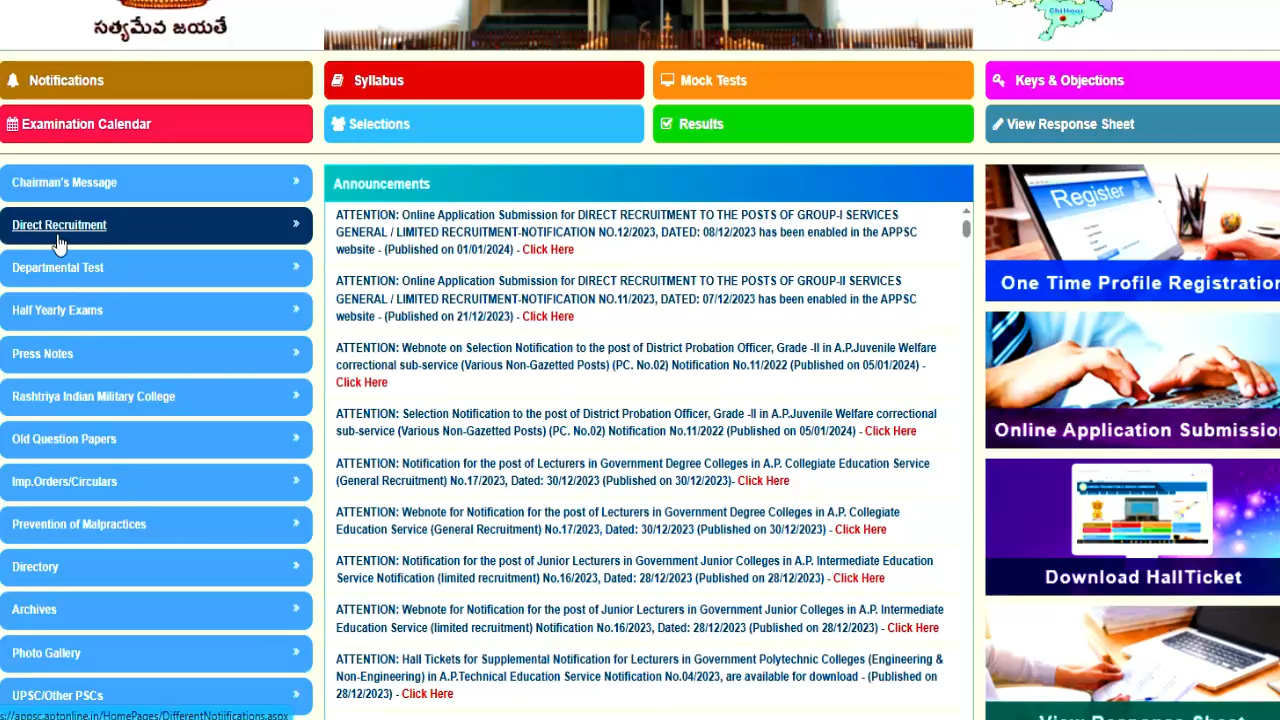 సత్యమేవ జయతే
Chittoor
Notifications
Syllabus
Mock Tests
Keys & Objections
Examination Calendar
Selections
Results
View Response Sheet
Chairman's Message
Direct Recruitment
Departmental Test
Half Yearly Exams
Press Notes
Rashtriya Indian Military College
Old Question Papers
Imp.Orders/Circulars
Prevention of Malpractices
Directory
Archives
Photo Gallery
UPSC/Other PSCs
s://appsc.aptonline.in/HomePages/DifferentNotiifications.aspx
Announcements
ATTENTION: Online Application Submission for DIRECT RECRUITMENT TO THE POSTS OF GROUP-I SERVICES
GENERAL / LIMITED RECRUITMENT-NOTIFICATION NO.12/2023, DATED: 08/12/2023 has been enabled in the APPSC
website - (Published on 01/01/2024) - Click Here
ATTENTION: Online Application Submission for DIRECT RECRUITMENT TO THE POSTS OF GROUP-II SERVICES
GENERAL / LIMITED RECRUITMENT-NOTIFICATION NO.11/2023, DATED: 07/12/2023 has been enabled in the APPSC
website - (Published on 21/12/2023) - Click Here
ATTENTION: Webnote on Selection Notification to the post of District Probation Officer, Grade -II in A.P.Juvenile Welfare
correctional sub-service (Various Non-Gazetted Posts) (PC. No.02) Notification No.11/2022 (Published on 05/01/2024) -
Click Here
ATTENTION: Selection Notification to the post of District Probation Officer, Grade -II in A.P.Juvenile Welfare correctional
sub-service (Various Non-Gazetted Posts) (PC. No.02) Notification No.11/2022 (Published on 05/01/2024) - Click Here
ATTENTION: Notification for the post of Lecturers in Government Degree Colleges in A.P. Collegiate Education Service
(General Recruitment) No.17/2023, Dated: 30/12/2023 (Published on 30/12/2023)- Click Here
ATTENTION: Webnote for Notification for the post of Lecturers in Government Degree Colleges in A.P. Collegiate
Education Service (General Recruitment) No.17/2023, Dated: 30/12/2023 (Published on 30/12/2023) - Click Here
ATTENTION: Notification for the post of Junior Lecturers in Government Junior Colleges in A.P. Intermediate Education
Service Notification (limited recruitment) No.16/2023, Dated: 28/12/2023 (Published on 28/12/2023) - Click Here
ATTENTION: Webnote for Notification for the post of Junior Lecturers in Government Junior Colleges in A.P. Intermediate
Education Service (limited recruitment) Notification No.16/2023, Dated: 28/12/2023 (Published on 28/12/2023) - Click Here
ATTENTION: Hall Tickets for Supplemental Notification for Lecturers in Government Polytechnic Colleges (Engineering &
Non-Engineering) in A.P.Technical Education Service Notification No.04/2023, are available for download - (Published on
28/12/2023) - Click Here
Register
One Time Profile Registration
Online Application Submissio
Download HallTicket
View Response Sheet